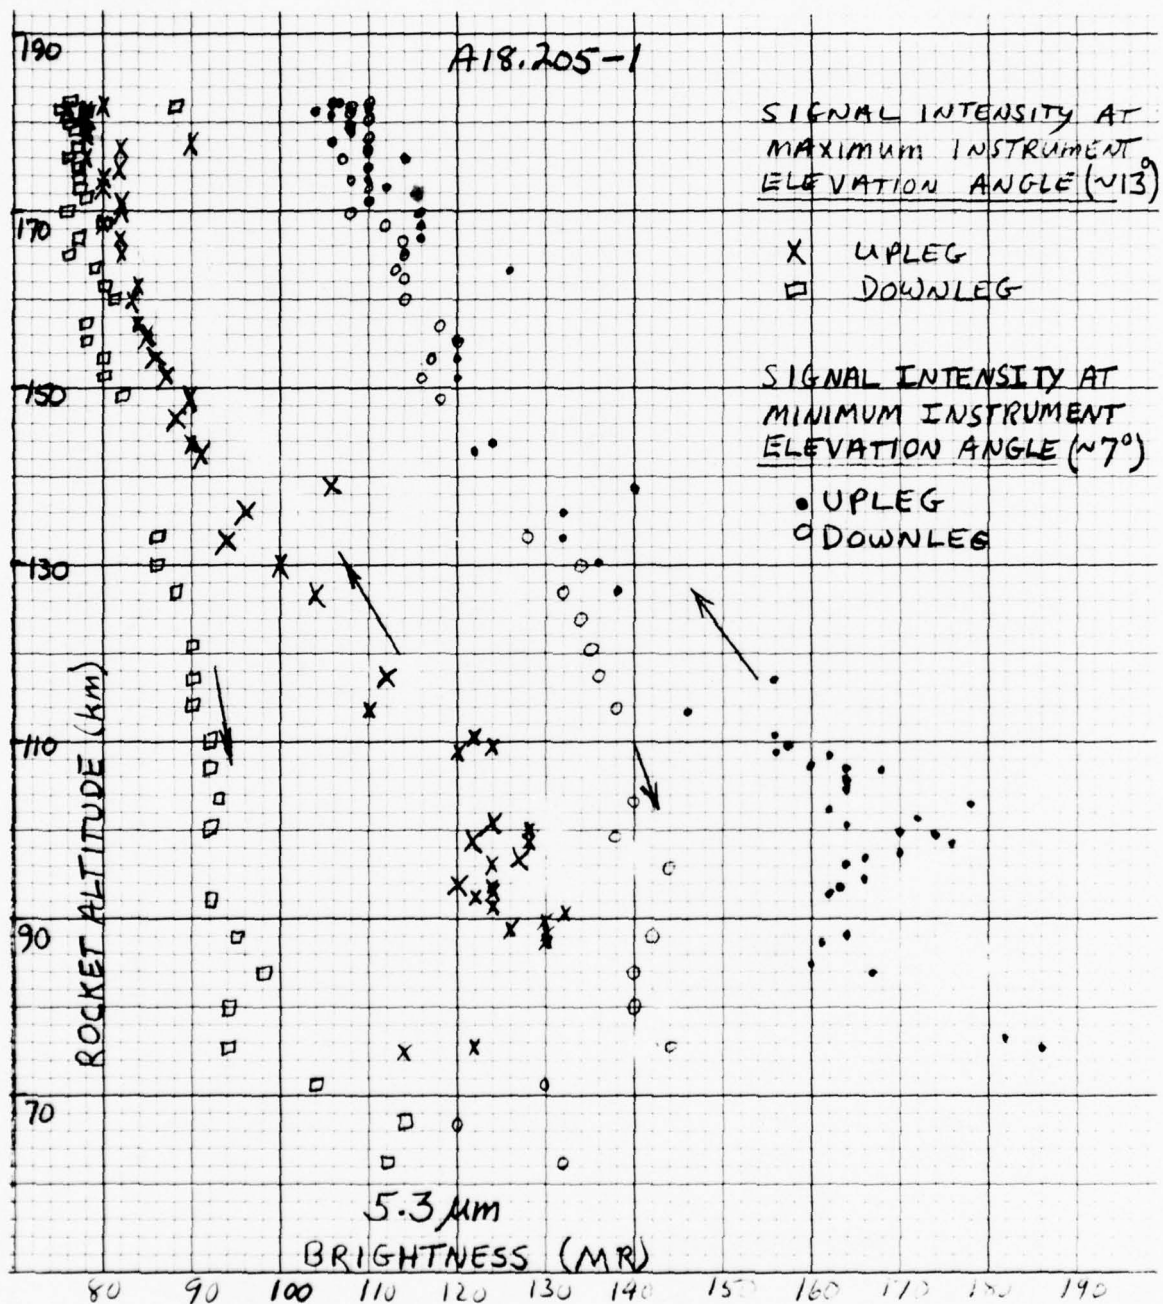 A18.205-1
190
170
150
130
110
90
70
ROCKET ALTITUDE (km)
SIGNAL INTENSITY AT
MAXIMUM INSTRUMENT
ELEVATION ANGLE (~13°)
X UPLEG
□ DOWNLEG
SIGNAL INTENSITY AT
MINIMUM INSTRUMENT
ELEVATION ANGLE (~7°)
• UPLEG
○ DOWNLEG
5.3 μm
BRIGHTNESS (MR)
80 90 100 110 120 130 140 150 160 170 180 190